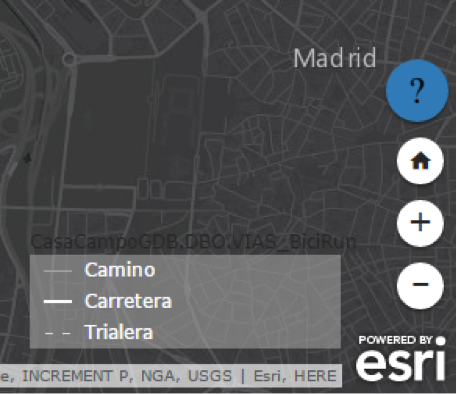 Madrid
?
+
CasaCampoGDB.DBO.VIAS_BiciRun
Camino
−
Carretera
Trialera
POWERED BY
esri
e, INCREMENT P, NGA, USGS | Esri, HERE